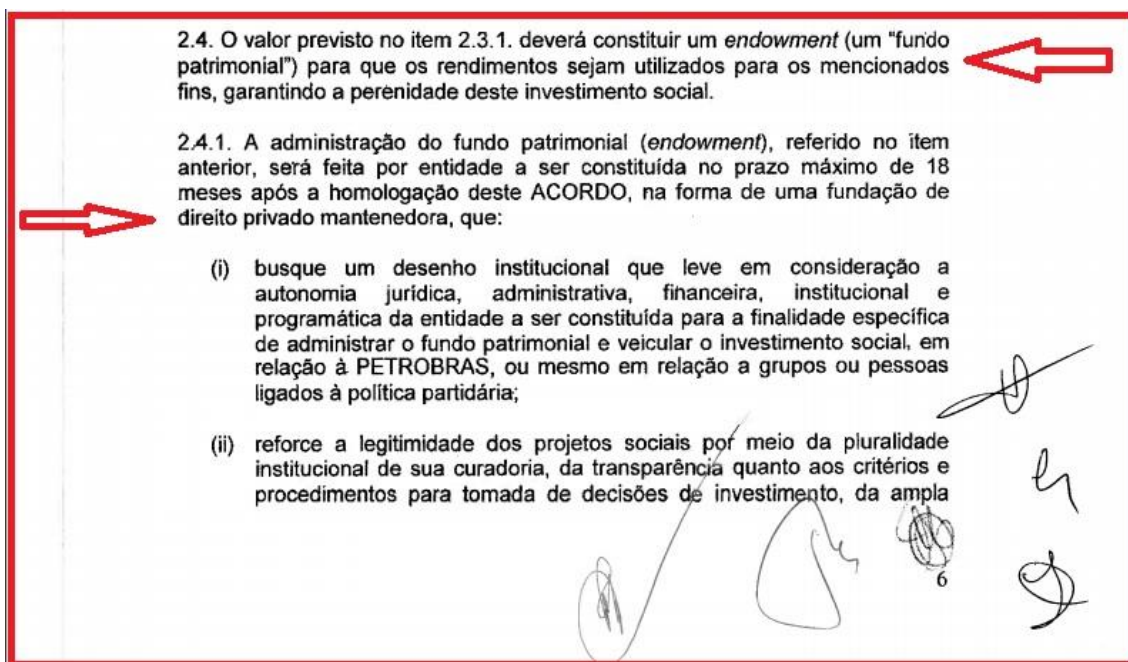 2.4. O valor previsto no item 2.3.1. deverá constituir um endowment (um "fundo
patrimonial") para que os rendimentos sejam utilizados para os mencionados
fins, garantindo a perenidade deste investimento social.
2.4.1. A administração do fundo patrimonial (endowment), referido no item
anterior, será feita por entidade a ser constituída no prazo máximo de 18
meses após a homologação deste ACORDO, na forma de uma fundação de
direito privado mantenedora, que:
(i) busque um desenho institucional que leve em consideração a
autonomia jurídica, administrativa, financeira, institucional e
programática da entidade a ser constituída para a finalidade específica
de administrar o fundo patrimonial e veicular o investimento social, em
relação à PETROBRAS, ou mesmo em relação a grupos ou pessoas
ligados à política partidária;
(ii) reforce a legitimidade dos projetos sociais por meio da pluralidade
institucional de sua curadoria, da transparência quanto aos critérios e
procedimentos para tomada de decisões de investimento, da ampla
6